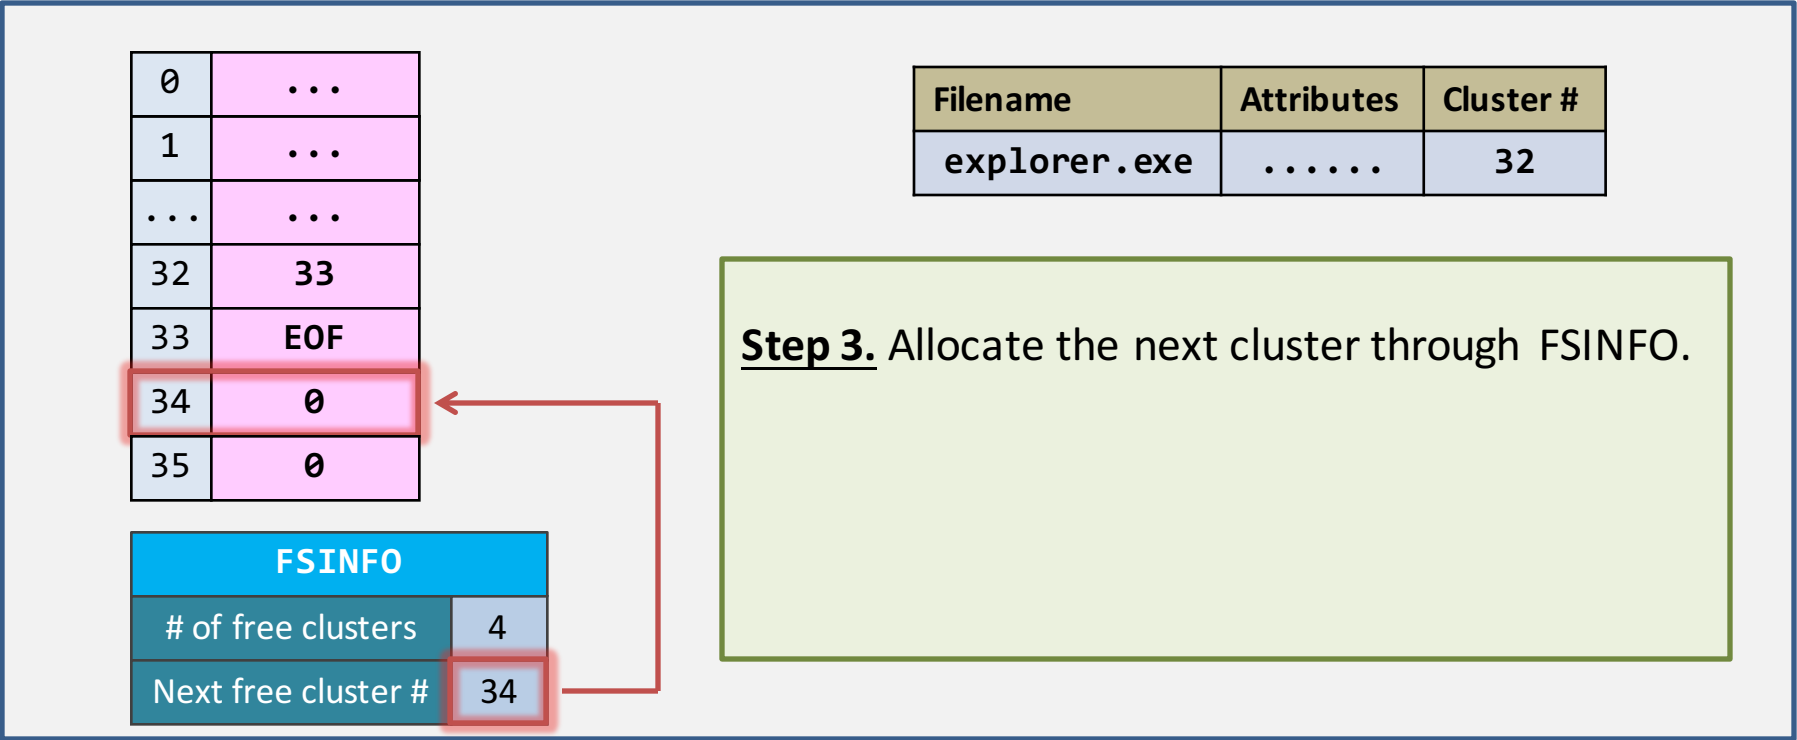 0 ...
1 ...
... ...
32 33
33 EOF
34 0
35 0
FSINFO
# of free clusters 4
Next free cluster # 34
Filename Attributes Cluster #
explorer.exe ...... 32
Step 3. Allocate the next cluster through FSINFO.